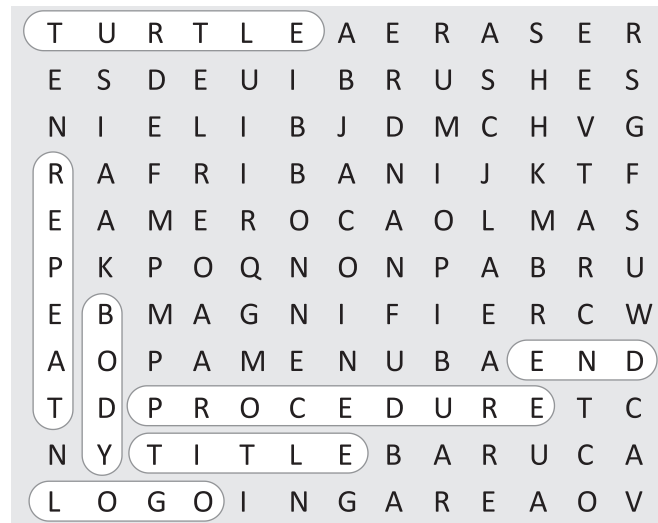 T U R T L E A E R A S E R
E S D E U I B R U S H E S
N I E L I B J D M C H V G
R A F R I B A N I J K T F
E A M E R O C A O L M A S
P K P O Q N O N P A B R U
E B M A G N I F I E R C W
A O P A M E N U B A E N D
T D P R O C E D U R E T C
N Y T I T L E B A R U C A
L O G O I N G A R E A O V